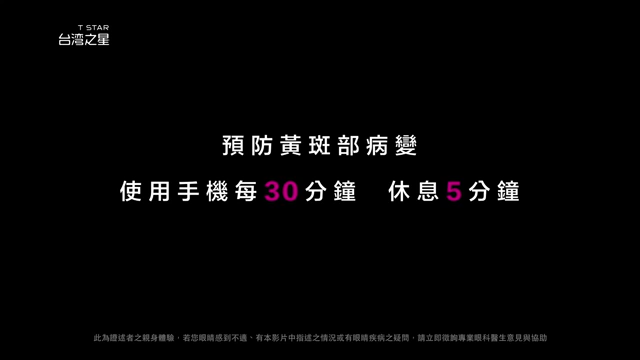 T STAR
台湾之星
預防黃斑部病變
使用手機每30分鐘 休息5分鐘
此為證述者之親身體驗，若您眼睛感到不適，有本影片中指述之情況或有眼睛疾病之疑問，請立即徵詢專業眼科醫生意見與協助